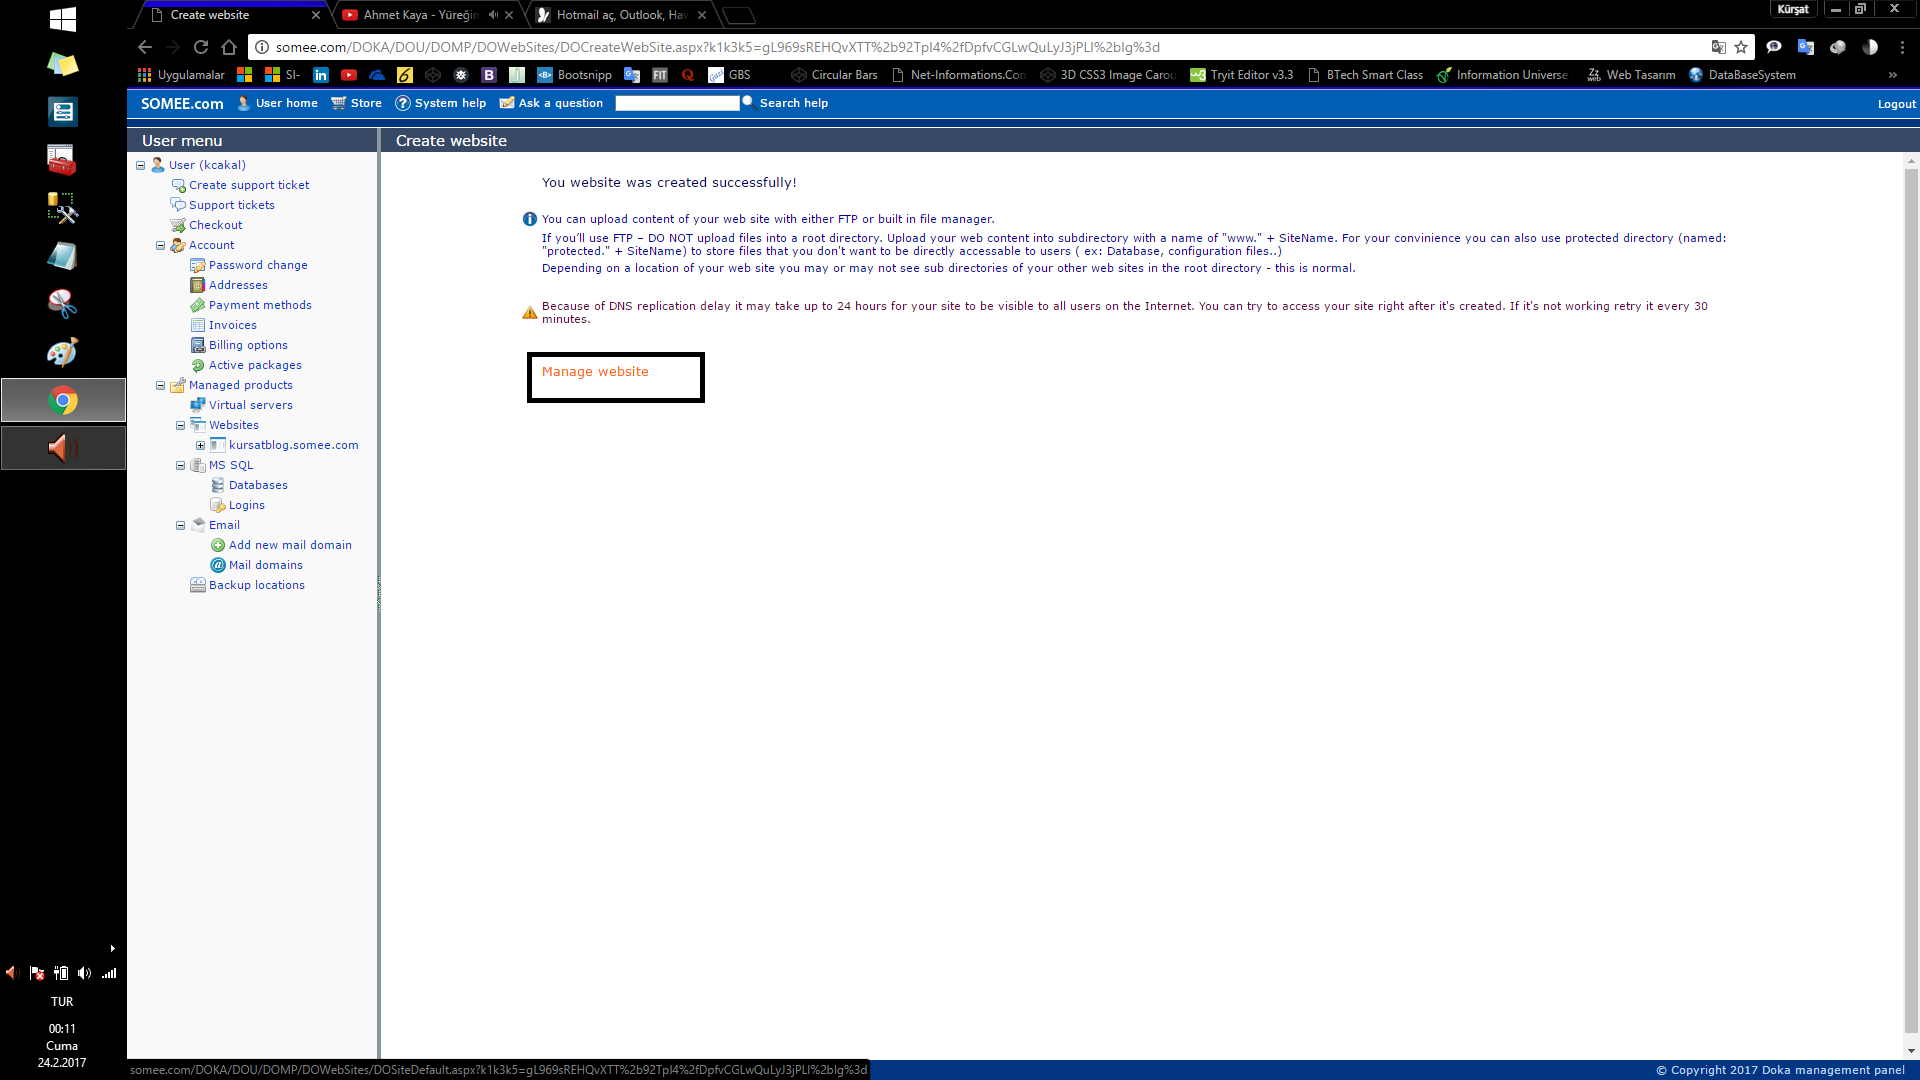 Create website
Ahmet Kaya - Yüreğin
Hotmail aç, Outlook, Ha
Kürşat
somee.com/DOKA/DOU/DOMP/DOWebSites/DOCreateWebSite.aspx?k1k3k5=gL969sREHQvXTT%2b92TpI4%2fDpfvCGLwQuLyJ3jPLI%2bIg%3d
Uygulamalar
SI-
Bootsnipp
FIT
GBS
Circular Bars
Net-Informations.Com
3D CSS3 Image Carou
Tryit Editor v3.3
BTech Smart Class
Information Universe
Web Tasarım
DataBaseSystem
SOMEE.com
User home
Store
System help
Ask a question
Search help
Logout
User menu
Create website
User (kcakal)
Create support ticket
Support tickets
Checkout
Account
Password change
Addresses
Payment methods
Invoices
Billing options
Active packages
Managed products
Virtual servers
Websites
kursatblog.somee.com
MS SQL
Databases
Logins
Email
Add new mail domain
Mail domains
Backup locations
You website was created successfully!
You can upload content of your web site with either FTP or built in file manager.
If you'll use FTP – DO NOT upload files into a root directory. Upload your web content into subdirectory with a name of "www." + SiteName. For your convinience you can also use protected directory (named:
"protected." + SiteName) to store files that you don't want to be directly accessable to users ( ex: Database, configuration files..)
Depending on a location of your web site you may or may not see sub directories of your other web sites in the root directory - this is normal.
Because of DNS replication delay it may take up to 24 hours for your site to be visible to all users on the Internet. You can try to access your site right after it's created. If it's not working retry it every 30
minutes.
Manage website
TUR
00:11
Cuma
24.2.2017
somee.com/DOKA/DOU/DOMP/DOWebSites/DOSiteDefault.aspx?k1k3k5=gL969sREHQvXTT%2b92TpI4%2fDpfvCGLwQuLyJ3jPLI%2bIg%3d
© Copyright 2017 Doka management panel